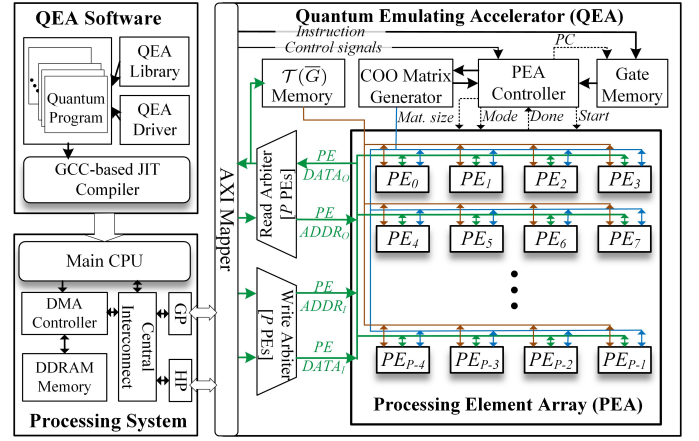 QEA Software
Quantum
Program
QEA
Library
QEA
Driver
GCC-based JIT
Compiler
Main CPU
DMA
Controller
DDRAM
Memory
Central
Interconnect
GP
HP
Processing System
AXI Mapper
Quantum Emulating Accelerator (QEA)
Instruction
Control signals
PC
𝒯(G̅)
Memory
COO Matrix
Generator
PEA
Controller
Gate
Memory
Mat. size
Mode
Done
Start
Read Arbiter
[P PEs]
PE
DATA_O
PE
ADDR_O
Write Arbiter
[P PEs]
PE
ADDR_I
PE
DATA_I
PE_0
PE_1
PE_2
PE_3
PE_4
PE_5
PE_6
PE_7
PE_{P-4}
PE_{P-3}
PE_{P-2}
PE_{P-1}
Processing Element Array (PEA)